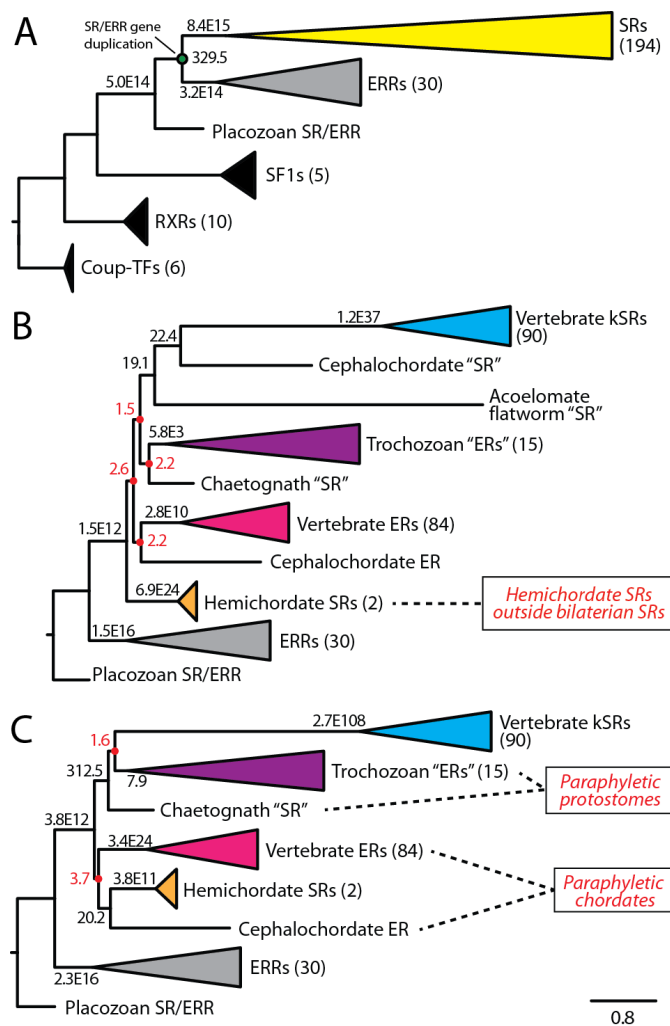 A
SR/ERR gene
duplication
8.4E15
SRs
(194)
329.5
5.0E14
3.2E14
ERRs (30)
Placozoan SR/ERR
SF1s (5)
RXRs (10)
Coup-TFs (6)
B
1.2E37
Vertebrate kSRs
(90)
22.4
Cephalochordate “SR”
19.1
Acoelomate
flatworm “SR”
1.5
5.8E3
Trochozoan “ERs” (15)
2.6
2.2
Chaetognath “SR”
2.8E10
Vertebrate ERs (84)
1.5E12
2.2
Cephalochordate ER
6.9E24
Hemichordate SRs (2)
Hemichordate SRs
outside bilaterian SRs
1.5E16
ERRs (30)
Placozoan SR/ERR
C
2.7E108
Vertebrate kSRs
(90)
1.6
312.5
7.9
Trochozoan “ERs” (15)
Paraphyletic
protostomes
Chaetognath “SR”
3.8E12
3.4E24
Vertebrate ERs (84)
3.7
3.8E11
Hemichordate SRs (2)
Paraphyletic
chordates
20.2
Cephalochordate ER
2.3E16
ERRs (30)
Placozoan SR/ERR
0.8